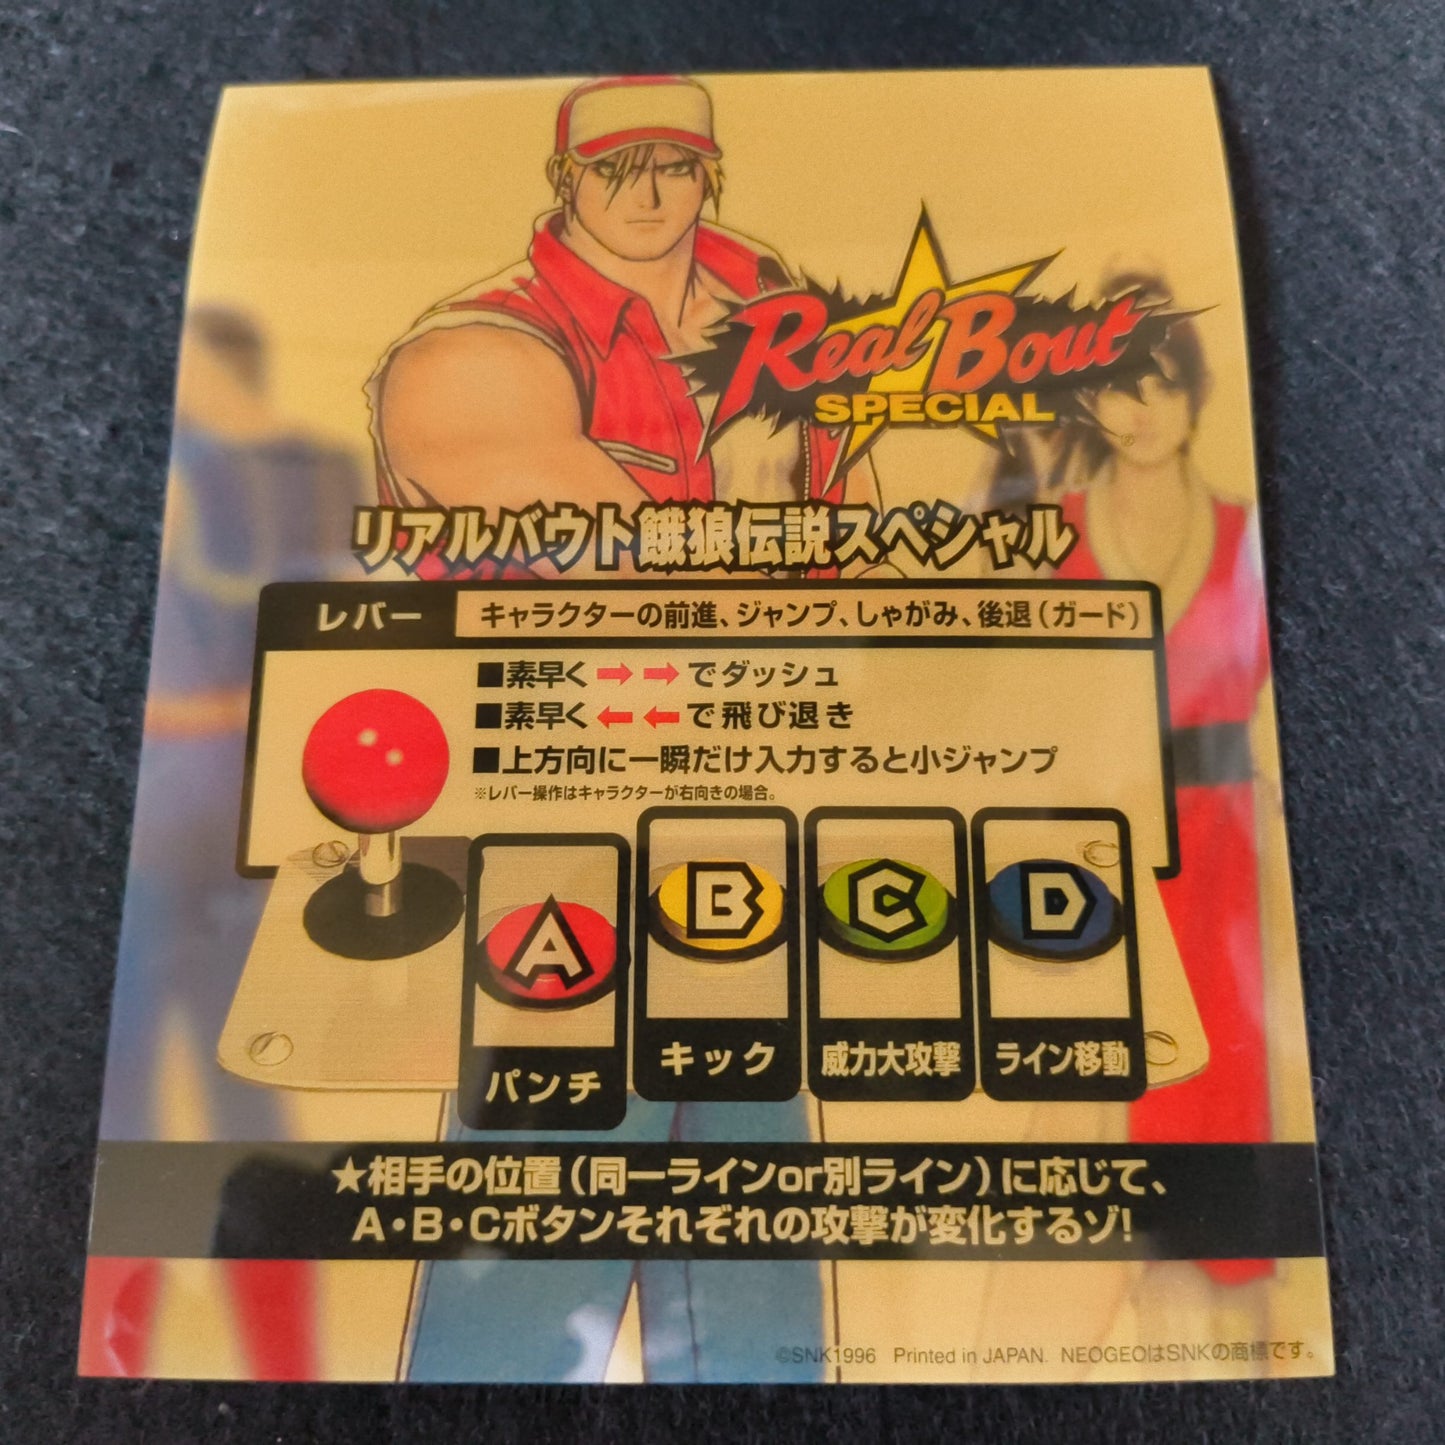 Real Bout
SPECIAL
リアルバウト餓狼伝説スペシャル
レバー
キャラクターの前進、ジャンプ、しゃがみ、後退(ガード)
■素早く→→でダッシュ
■素早く←←で飛び退き
■上方向に一瞬だけ入力すると小ジャンプ
※レバー操作はキャラクターが右向きの場合。
A
B
C
D
パンチ
キック
威力大攻撃
ライン移動
★相手の位置(同一ラインor別ライン)に応じて、
A・B・Cボタンそれぞれの攻撃が変化するゾ!
©SNK1996 Printed in JAPAN. NEOGEOはSNKの商標です。